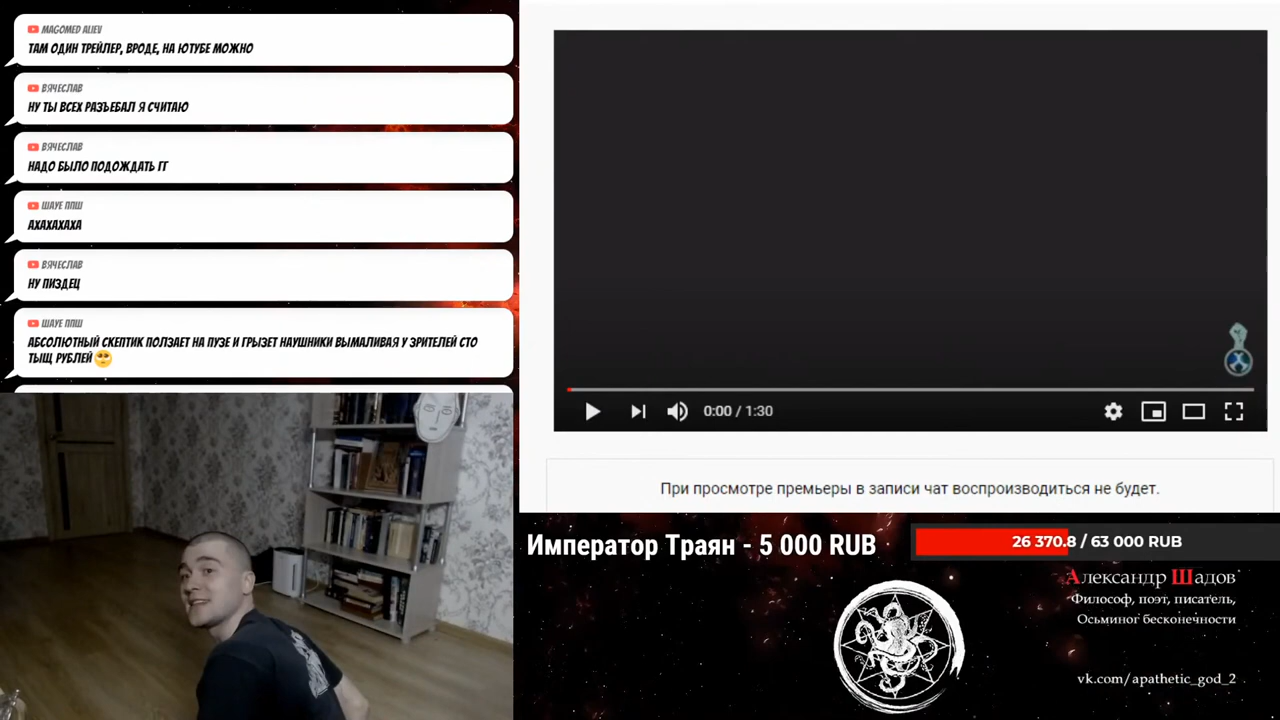 MAGOMED ALIEV
ТАМ ОДИН ТРЕЙЛЕР, ВРОДЕ, НА ЮТУБЕ МОЖНО
ВЯЧЕСЛАВ
НУ ТЫ ВСЕХ РАЗЪЕБАЛ Я СЧИТАЮ
ВЯЧЕСЛАВ
НАДО БЫЛО ПОДОЖДАТЬ ГГ
ШАУЕ ППШ
АХАХАХАХА
ВЯЧЕСЛАВ
НУ ПИЗДЕЦ
ШАУЕ ППШ
АБСОЛЮТНЫЙ СКЕПТИК ПОЛЗАЕТ НА ПУЗЕ И ГРЫЗЕТ НАУШНИКИ ВЫМАЛИВАЯ У ЗРИТЕЛЕЙ СТО
ТЫЩ РУБЛЕЙ🥺
0:00 / 1:30
При просмотре премьеры в записи чат воспроизводиться не будет.
Император Траян - 5 000 RUB
26 370.8 / 63 000 RUB
Александр Шадов
Философ, поэт, писатель,
Осьминог бесконечности
vk.com/apathetic_god_2